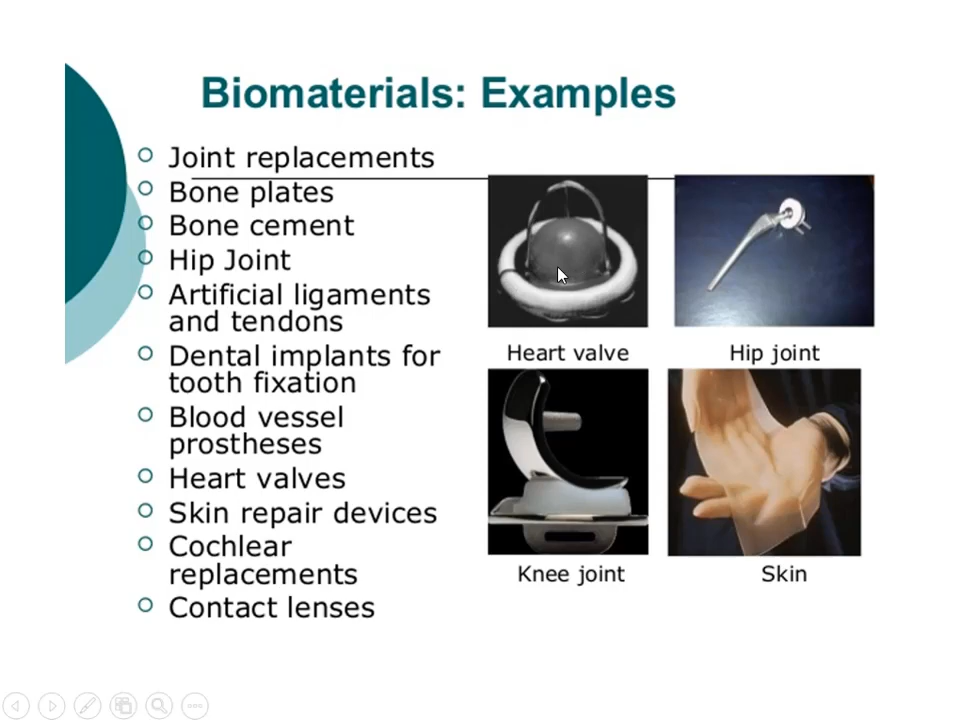 Biomaterials: Examples
Joint replacements
Bone plates
Bone cement
Hip Joint
Artificial ligaments
and tendons
Dental implants for
tooth fixation
Blood vessel
prostheses
Heart valves
Skin repair devices
Cochlear
replacements
Contact lenses
Heart valve
Hip joint
Knee joint
Skin